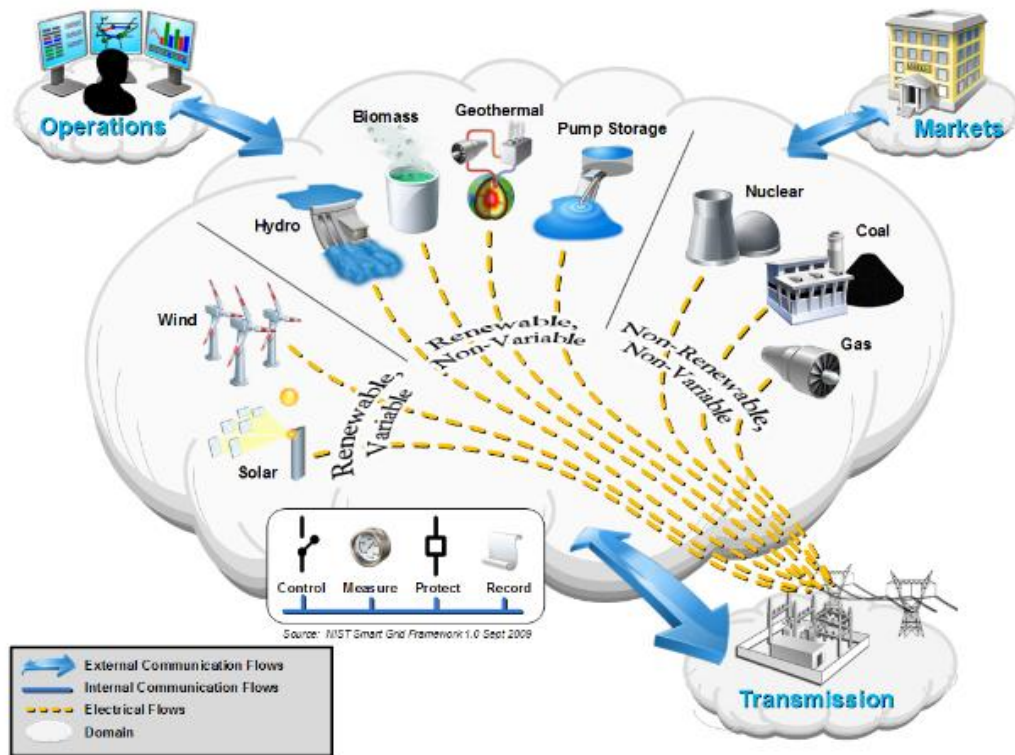 Operations
Markets
Biomass
Geothermal
Pump Storage
Hydro
Nuclear
Coal
Gas
Wind
Solar
Renewable,
Variable
Renewable,
Non-Variable
Non-Renewable,
Non-Variable
Control
Measure
Protect
Record
Source: NIST Smart Grid Framework 1.0 Sept 2009
Transmission
External Communication Flows
Internal Communication Flows
Electrical Flows
Domain